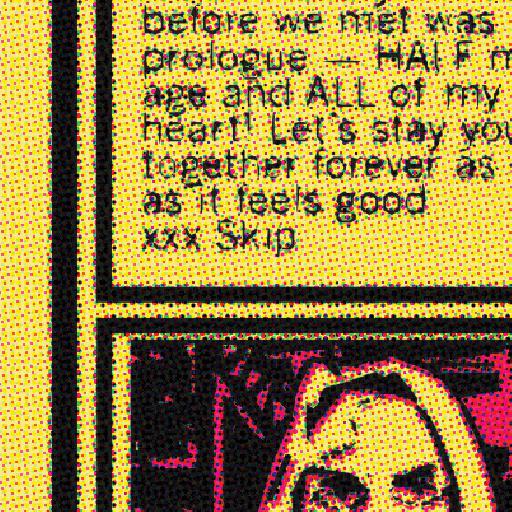 before we met was
prologue — HALF m
age and ALL of my
heart! Let's stay you
together forever as
as it feels good
xxx Skip